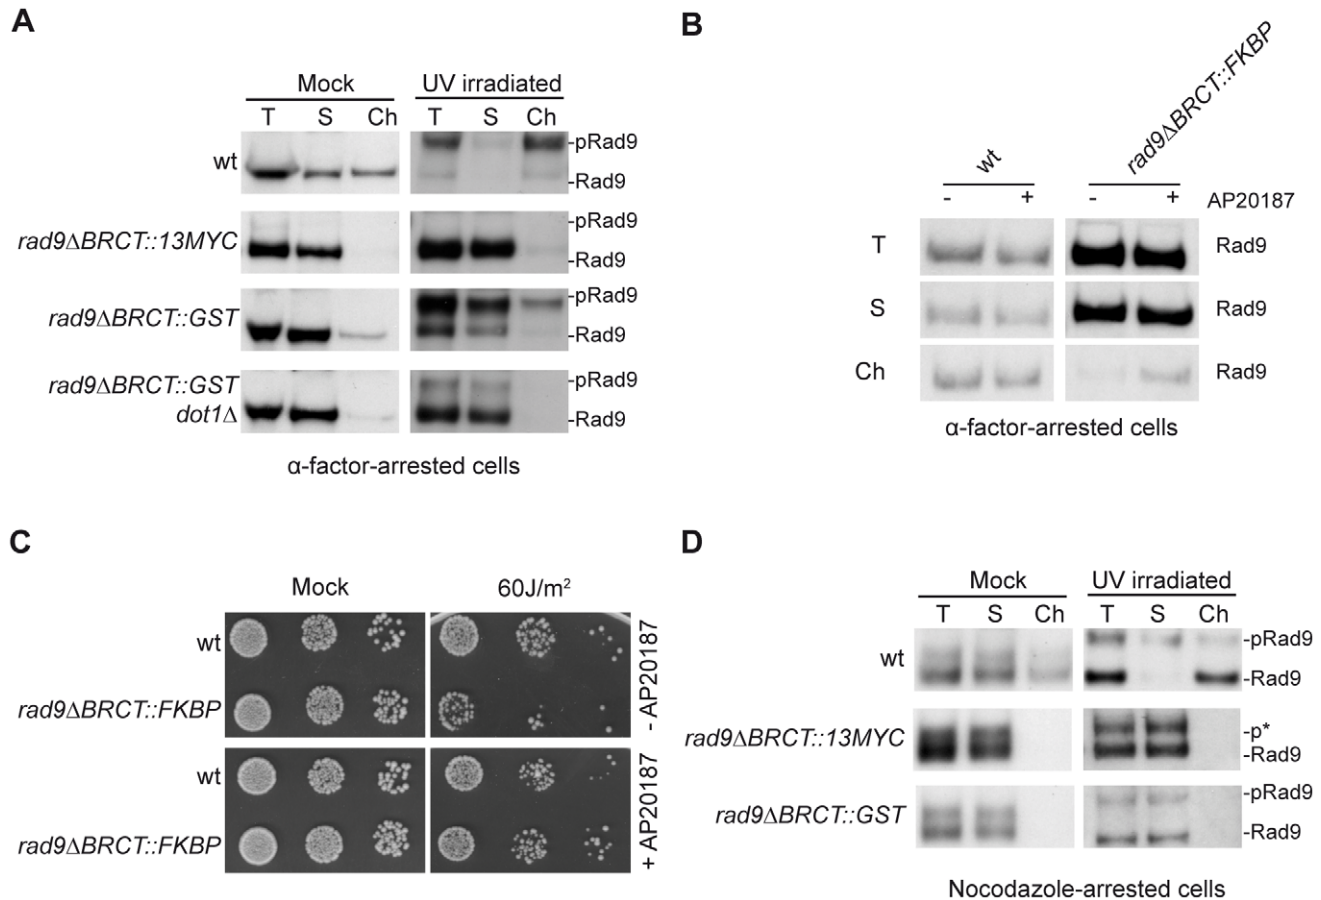 A
Mock UV irradiated
T S Ch T S Ch
wt -pRad9
-Rad9
rad9ΔBRCT::13MYC -pRad9
-Rad9
rad9ΔBRCT::GST -pRad9
-Rad9
rad9ΔBRCT::GST -pRad9
dot1Δ -Rad9
α-factor-arrested cells
B
wt rad9ΔBRCT::FKBP
- + - + AP20187
T Rad9
S Rad9
Ch Rad9
α-factor-arrested cells
C
Mock 60J/m²
wt
rad9ΔBRCT::FKBP
- AP20187
wt
rad9ΔBRCT::FKBP
+ AP20187
D
Mock UV irradiated
T S Ch T S Ch
wt -pRad9
-Rad9
rad9ΔBRCT::13MYC -p*
-Rad9
rad9ΔBRCT::GST -pRad9
-Rad9
Nocodazole-arrested cells